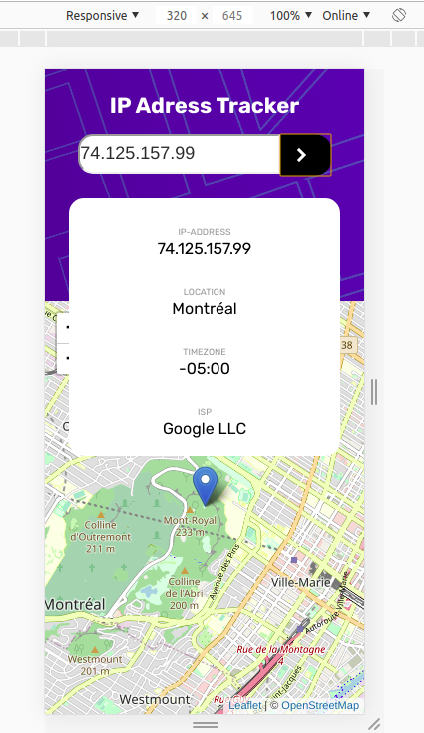 Responsive ▼ 320 × 645 100% ▼ Online ▼
IP Adress Tracker
74.125.157.99
IP-ADDRESS
74.125.157.99
LOCATION
Montréal
TIMEZONE
-05:00
ISP
Google LLC
38
Mont-Royal
233 m
Colline
d'Outremont
211 m
Avenue des Pins
Colline
de l'Abri
200 m
Ville-Marie
Autoroute Ville-Marie
Montréal
Rue de la Montagne
4
Westmount
201 m
Westmount
Leaflet | © OpenStreetMap